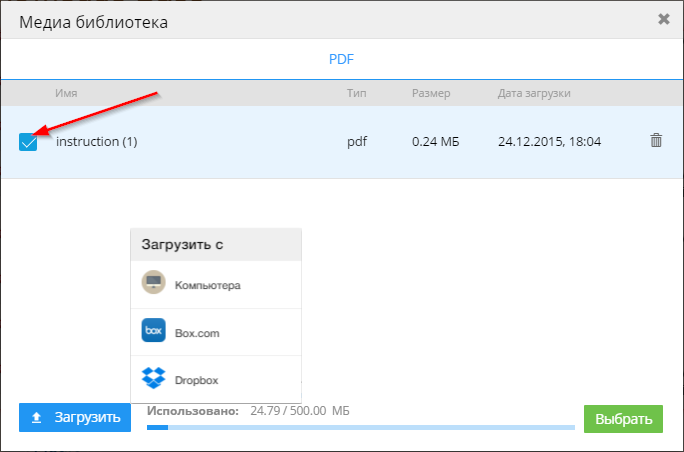 Медиа библиотека
PDF
Имя Тип Размер Дата загрузки
instruction (1) pdf 0.24 МБ 24.12.2015, 18:04
Загрузить с
Компьютера
box Box.com
Dropbox
Загрузить Использовано: 24.79 / 500.00 МБ Выбрать